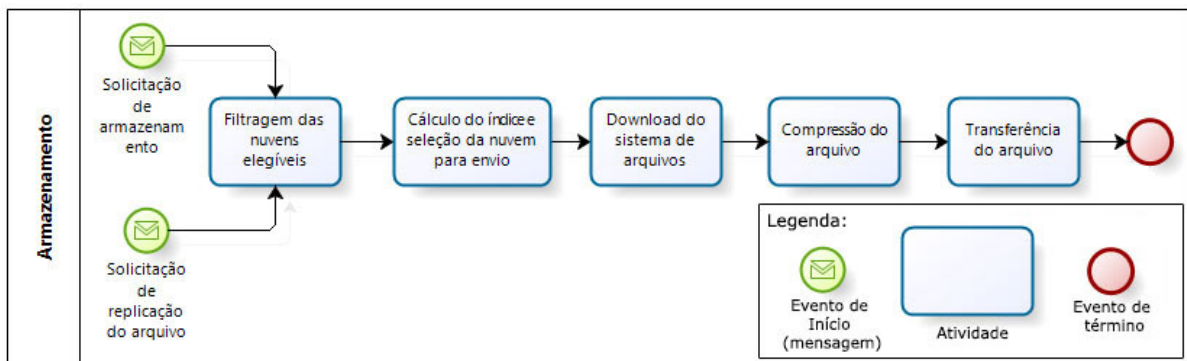 Armazenamento
Solicitação
de
armazenam
ento
Filtragem das
nuvens
elegíveis
Cálculo do índice e
seleção da nuvem
para envio
Download do
sistema de
arquivos
Compressão do
arquivo
Transferência
do arquivo
Solicitação
de
replicação
do arquivo
Legenda:
Evento de
Início
(mensagem)
Atividade
Evento de
término